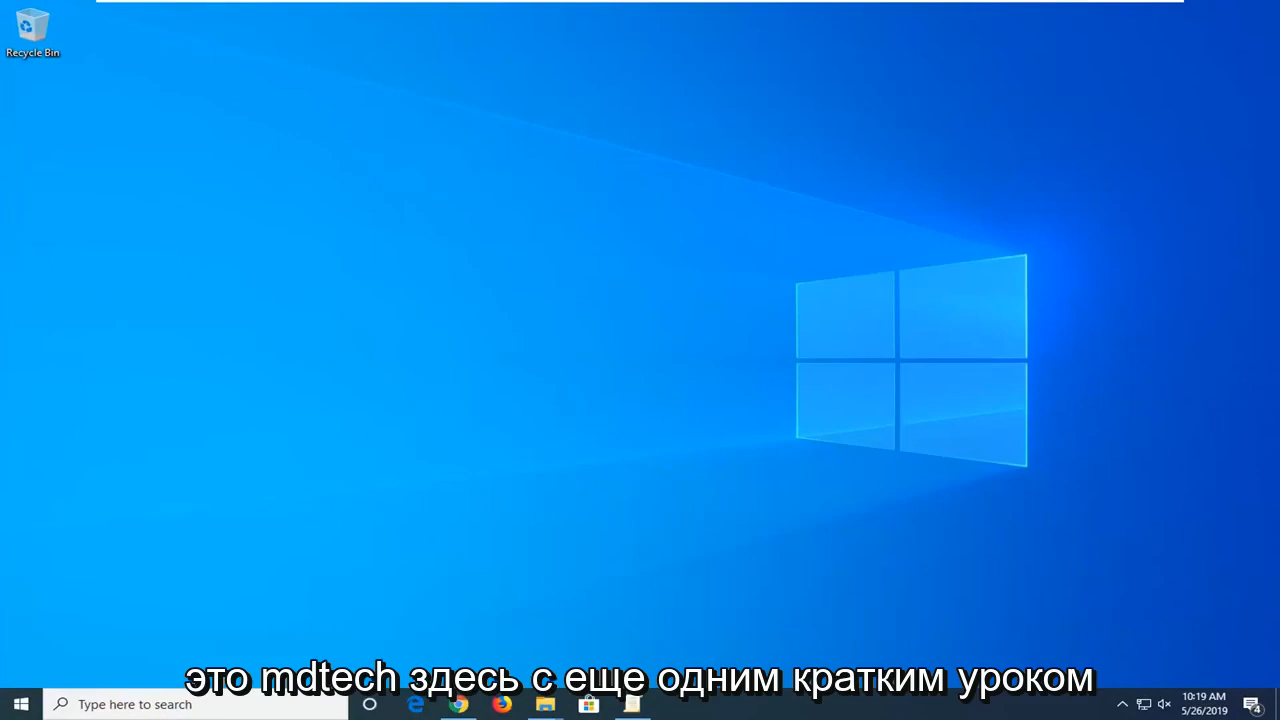 Recycle Bin
это mdtech здесь с еще одним кратким уроком
Type here to search
10:19 AM
5/26/2019
4